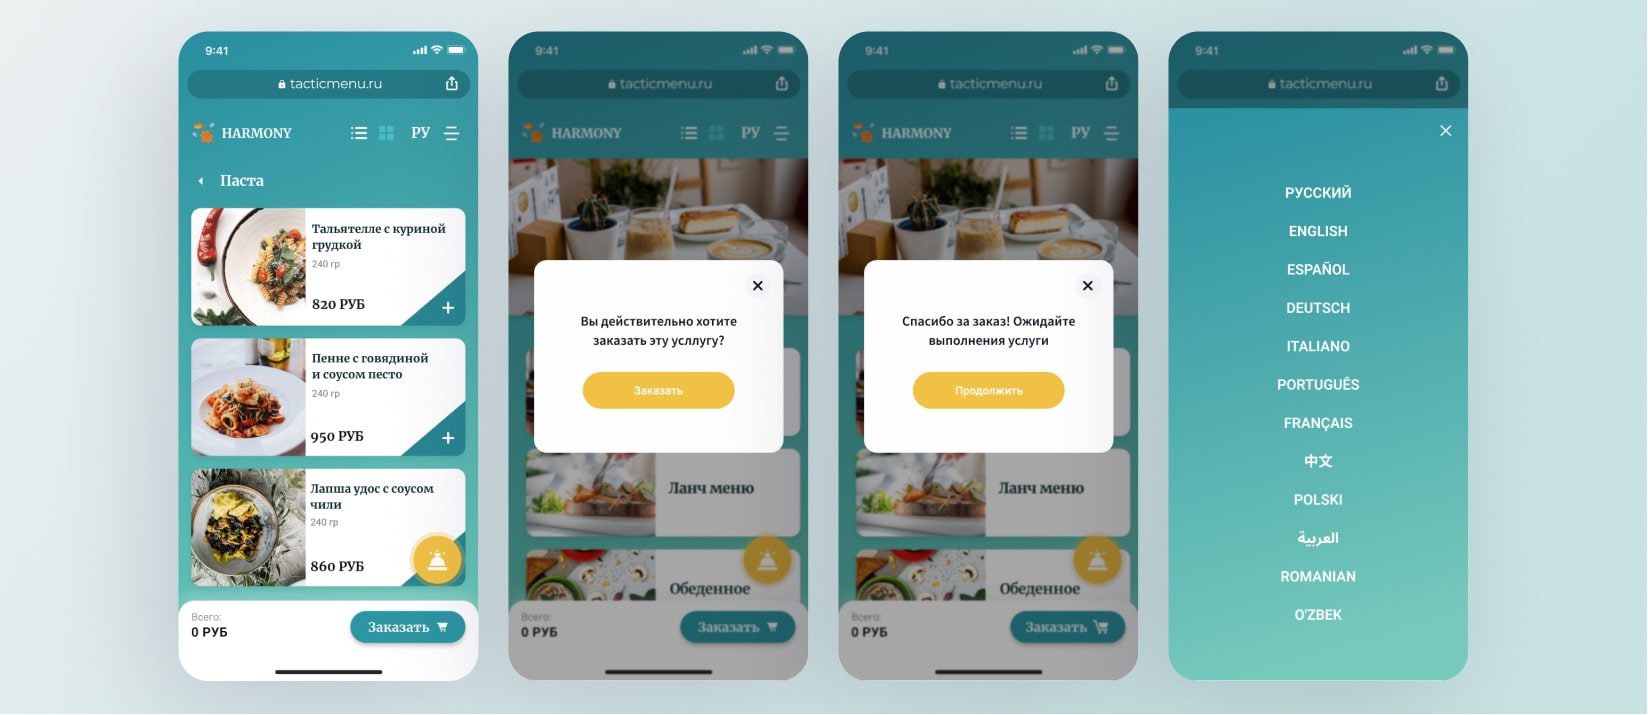 9:41
tacticmenu.ru
HARMONY
РУ
Паста
Тальятелле с куриной
грудкой
240 гр
820 РУБ
Пенне с говядиной
и соусом песто
240 гр
950 РУБ
Лапша удос с соусом
чили
240 гр
860 РУБ
Всего:
0 РУБ
Заказать
9:41
tacticmenu.ru
HARMONY
РУ
Вы действительно хотите
заказать эту усллугу?
Заказать
Ланч меню
Обеденное
Всего:
0 РУБ
Заказать
9:41
tacticmenu.ru
HARMONY
РУ
Спасибо за заказ! Ожидайте
выполнения услуги
Продолжить
Ланч меню
Обеденное
Всего:
0 РУБ
Заказать
9:41
tacticmenu.ru
РУССКИЙ
ENGLISH
ESPAÑOL
DEUTSCH
ITALIANO
PORTUGUÊS
FRANÇAIS
中文
POLSKI
العربية
ROMANIAN
O'ZBEK